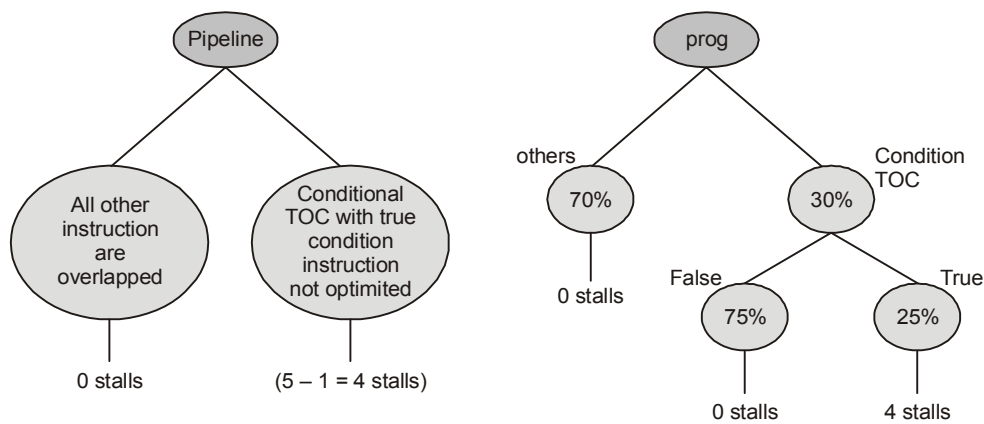 Pipeline
All other
instruction
are
overlapped
0 stalls
Conditional
TOC with true
condition
instruction
not optimited
(5 – 1 = 4 stalls)
prog
others
70%
0 stalls
Condition
TOC
30%
False
75%
0 stalls
True
25%
4 stalls